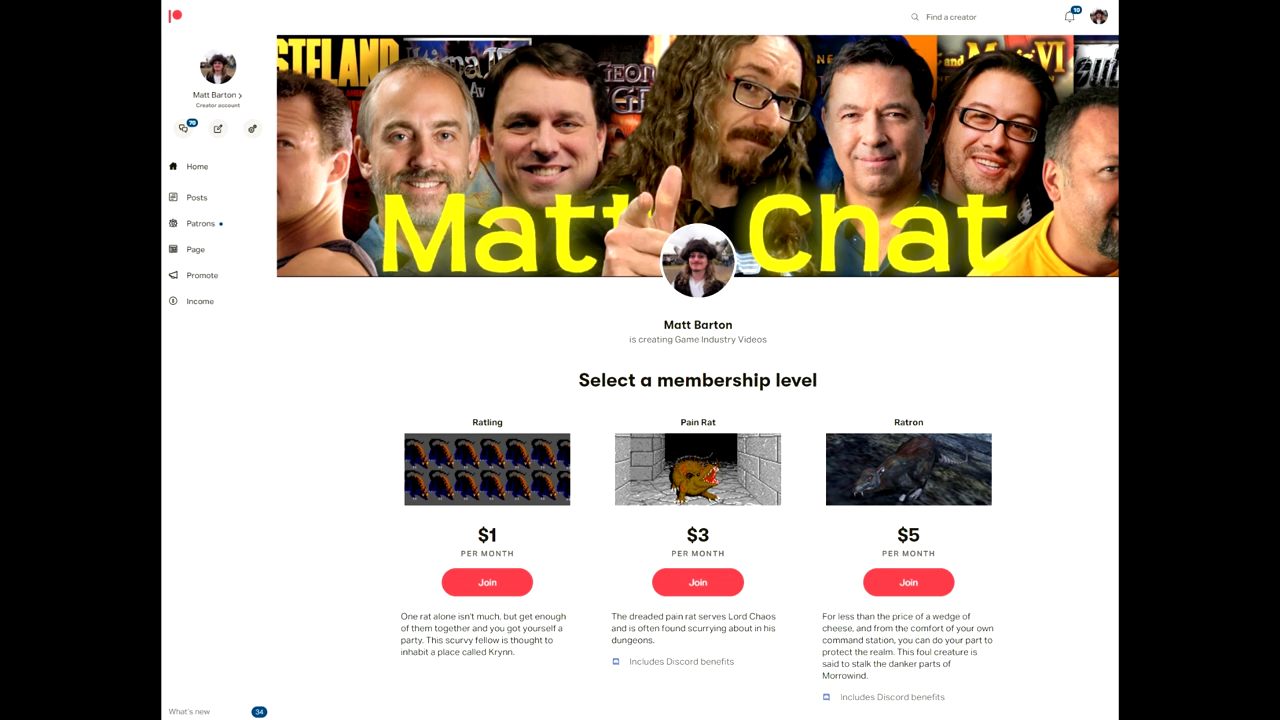 Find a creator
10
Matt Barton
Creator account
70
Home
Posts
Patrons
Page
Promote
Income
What's new
34
Matt Chat
Matt Barton
is creating Game Industry Videos
Select a membership level
Ratling
$1
PER MONTH
Join
One rat alone isn't much, but get enough
of them together and you got yourself a
party. This scurvy fellow is thought to
inhabit a place called Krynn.
Pain Rat
$3
PER MONTH
Join
The dreaded pain rat serves Lord Chaos
and is often found scurrying about in his
dungeons.
Includes Discord benefits
Ratron
$5
PER MONTH
Join
For less than the price of a wedge of
cheese, and from the comfort of your own
command station, you can do your part to
protect the realm. This foul creature is
said to stalk the danker parts of
Morrowind.
Includes Discord benefits